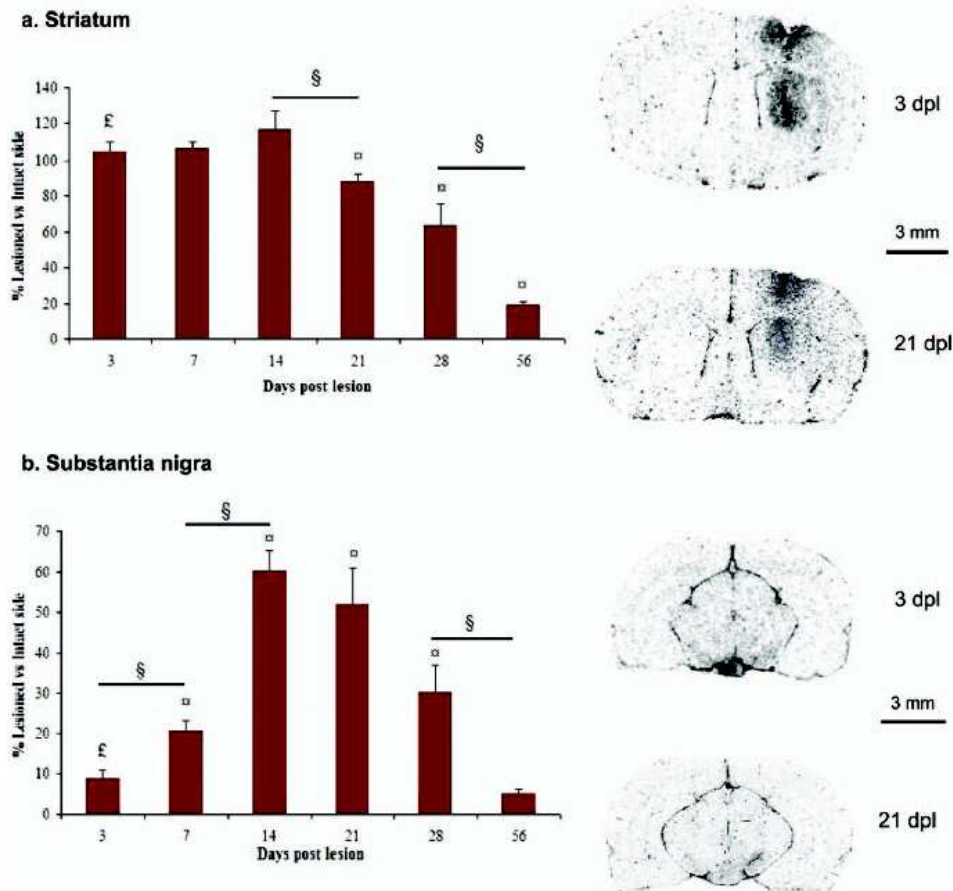 a. Striatum
% Lesioned vs Intact side
140
120
100
80
60
40
20
0
£
§
¤
¤
§
¤
3 7 14 21 28 56
Days post lesion
3 dpl
3 mm
21 dpl
b. Substantia nigra
% Lesioned vs Intact side
70
60
50
40
30
20
10
0
£
§
¤
§
¤
¤
¤
§
3 7 14 21 28 56
Days post lesion
3 dpl
3 mm
21 dpl